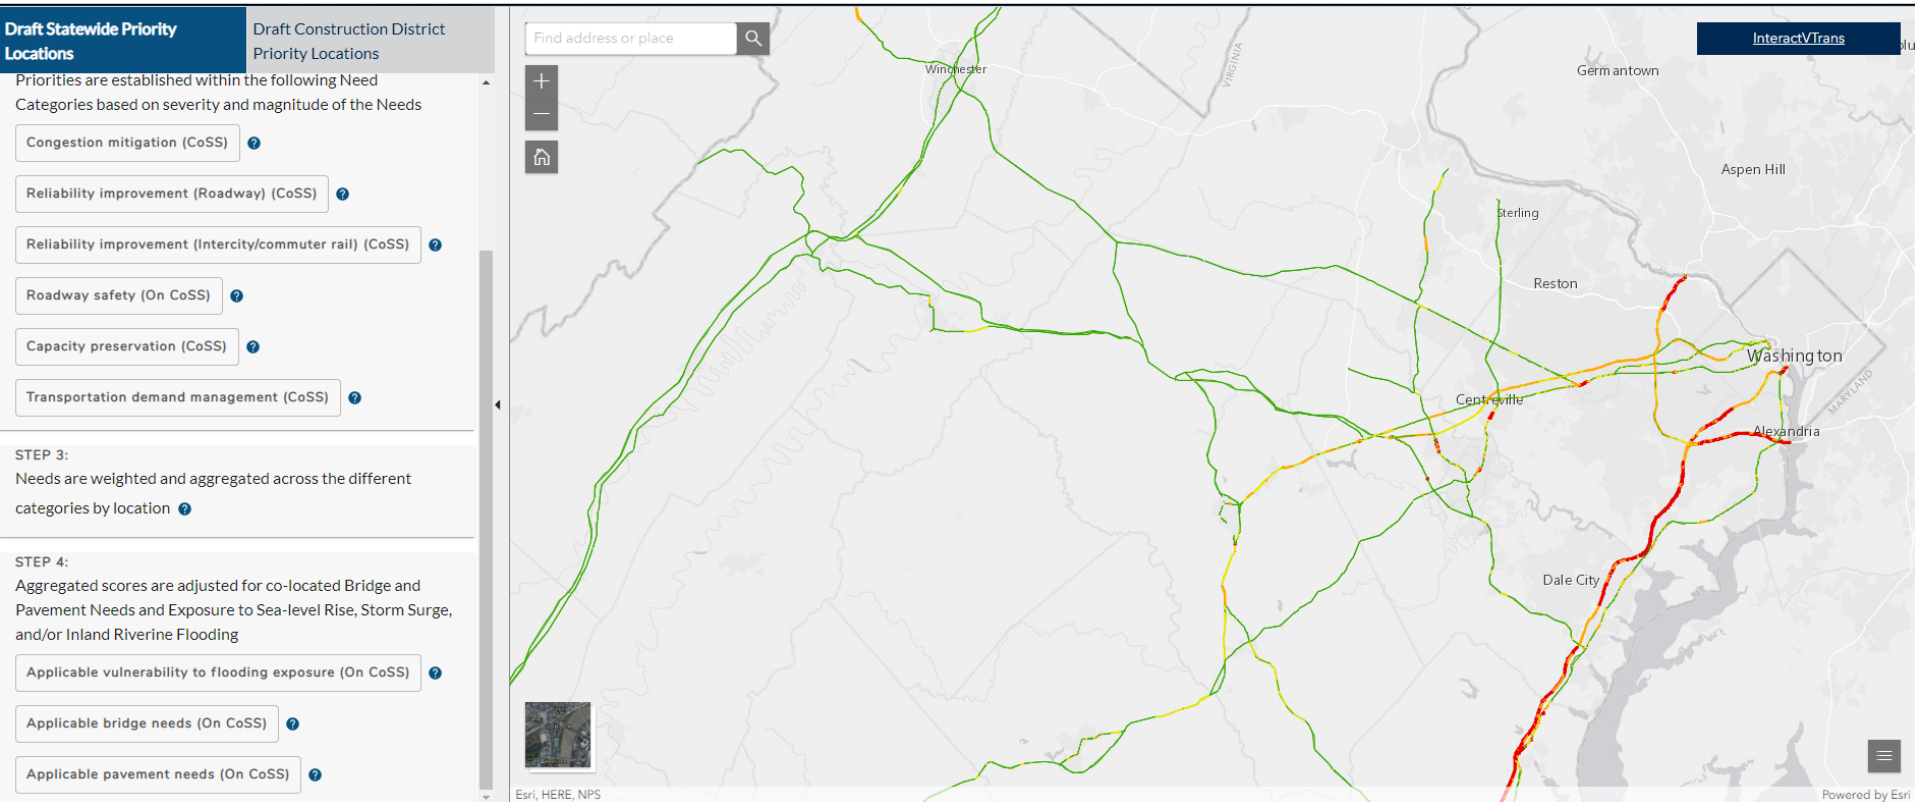 Draft Statewide Priority
Locations
Draft Construction District
Priority Locations
Priorities are established within the following Need
Categories based on severity and magnitude of the Needs
Congestion mitigation (CoSS)
Reliability improvement (Roadway) (CoSS)
Reliability improvement (Intercity/commuter rail) (CoSS)
Roadway safety (On CoSS)
Capacity preservation (CoSS)
Transportation demand management (CoSS)
STEP 3:
Needs are weighted and aggregated across the different
categories by location
STEP 4:
Aggregated scores are adjusted for co-located Bridge and
Pavement Needs and Exposure to Sea-level Rise, Storm Surge,
and/or Inland Riverine Flooding
Applicable vulnerability to flooding exposure (On CoSS)
Applicable bridge needs (On CoSS)
Applicable pavement needs (On CoSS)
Find address or place
InteractVTrans
Winchester
VIRGINIA
Germantown
Aspen Hill
Sterling
Reston
Washington
MARYLAND
Centreville
Alexandria
Dale City
Esri, HERE, NPS
Powered by Esri